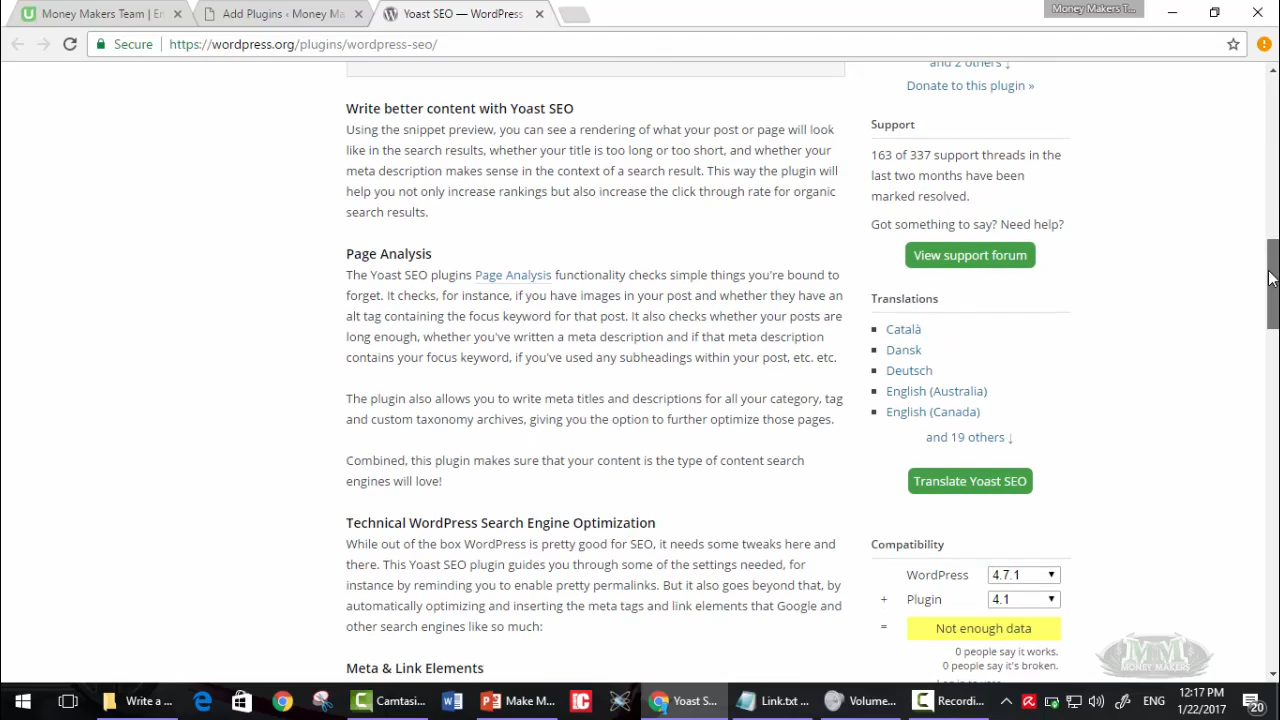 Money Makers Team | En
Add Plugins ‹ Money Ma
Yoast SEO — WordPress
Money Makers T...
Secure
https://wordpress.org/plugins/wordpress-seo/
and 2 others ↓
Donate to this plugin »
Write better content with Yoast SEO
Using the snippet preview, you can see a rendering of what your post or page will look
like in the search results, whether your title is too long or too short, and whether your
meta description makes sense in the context of a search result. This way the plugin will
help you not only increase rankings but also increase the click through rate for organic
search results.
Page Analysis
The Yoast SEO plugins Page Analysis functionality checks simple things you're bound to
forget. It checks, for instance, if you have images in your post and whether they have an
alt tag containing the focus keyword for that post. It also checks whether your posts are
long enough, whether you've written a meta description and if that meta description
contains your focus keyword, if you've used any subheadings within your post, etc. etc.
The plugin also allows you to write meta titles and descriptions for all your category, tag
and custom taxonomy archives, giving you the option to further optimize those pages.
Combined, this plugin makes sure that your content is the type of content search
engines will love!
Technical WordPress Search Engine Optimization
While out of the box WordPress is pretty good for SEO, it needs some tweaks here and
there. This Yoast SEO plugin guides you through some of the settings needed, for
instance by reminding you to enable pretty permalinks. But it also goes beyond that, by
automatically optimizing and inserting the meta tags and link elements that Google and
other search engines like so much:
Meta & Link Elements
Support
163 of 337 support threads in the
last two months have been
marked resolved.
Got something to say? Need help?
View support forum
Translations
Català
Dansk
Deutsch
English (Australia)
English (Canada)
and 19 others ↓
Translate Yoast SEO
Compatibility
WordPress 4.7.1
+ Plugin 4.1
= Not enough data
0 people say it works.
0 people say it's broken.
MM
MONEY MAKERS
Write a ...
Camtasi...
Make M...
Yoast S...
Link.txt ...
Volume...
Recordi...
ENG
12:17 PM
1/22/2017
20